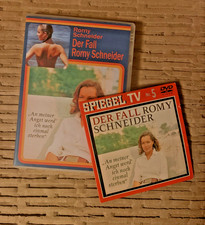 Romy
Schneider
Der Fall
Romy Schneider
„An meiner
Angst werd'
ich noch
einmal
sterben"
SPIEGEL TV
DVD
DER FALL ROMY
SCHNEIDER
„An meiner
Angst werd'
ich noch
einmal
sterben"